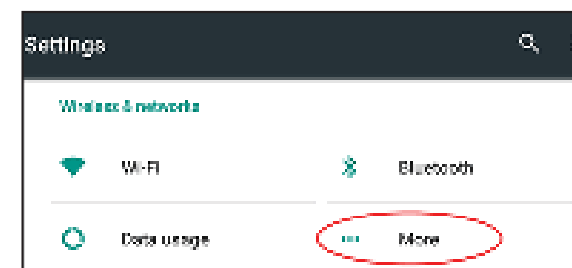 Settings
Wireless & networks
Wi-Fi
Bluetooth
Data usage
More